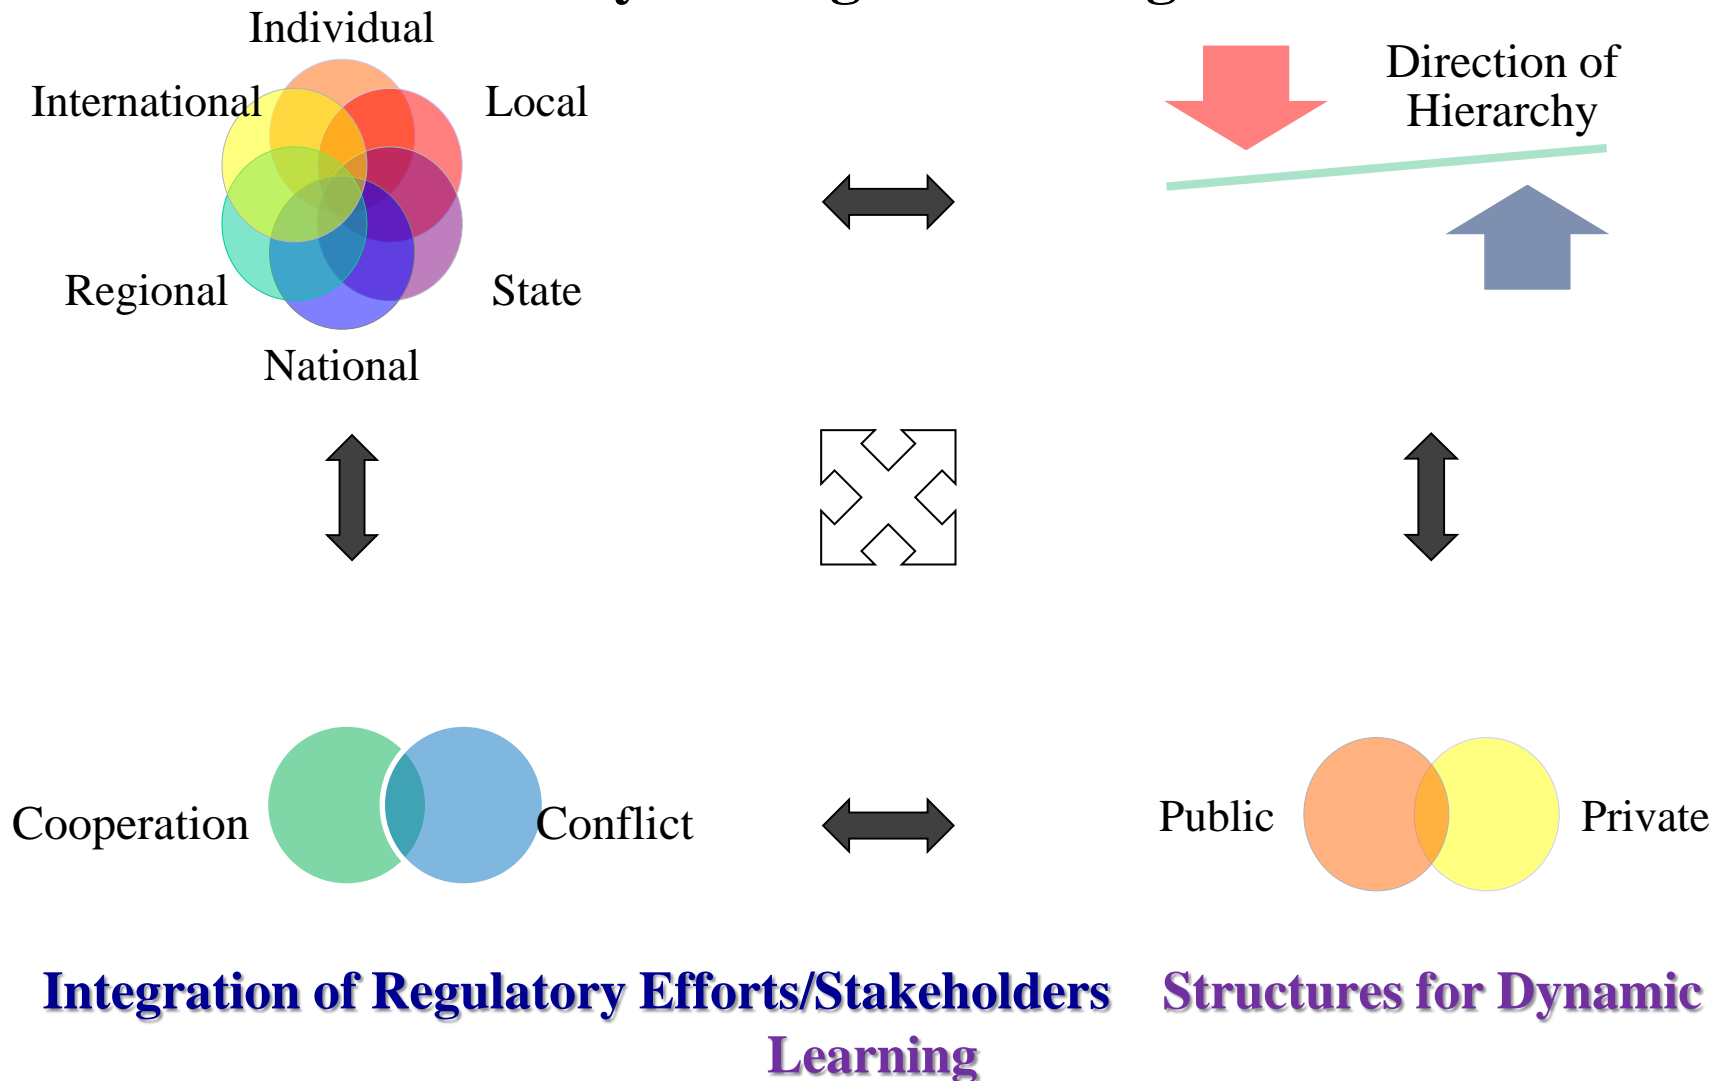 Individual
International
Local
Direction of
Hierarchy
Regional
State
National
Cooperation
Conflict
Public
Private
Integration of Regulatory Efforts/Stakeholders Structures for Dynamic
Learning